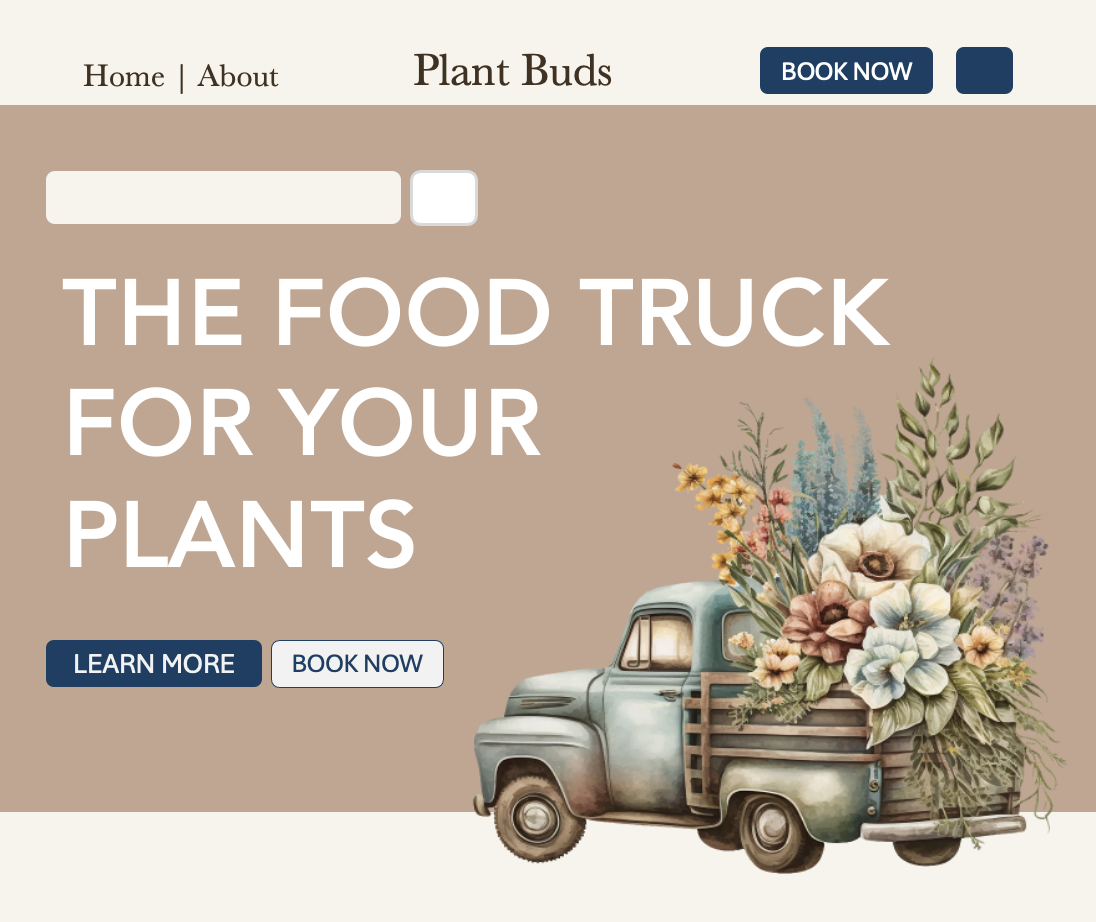 Home | About
Plant Buds
BOOK NOW
THE FOOD TRUCK
FOR YOUR
PLANTS
LEARN MORE
BOOK NOW